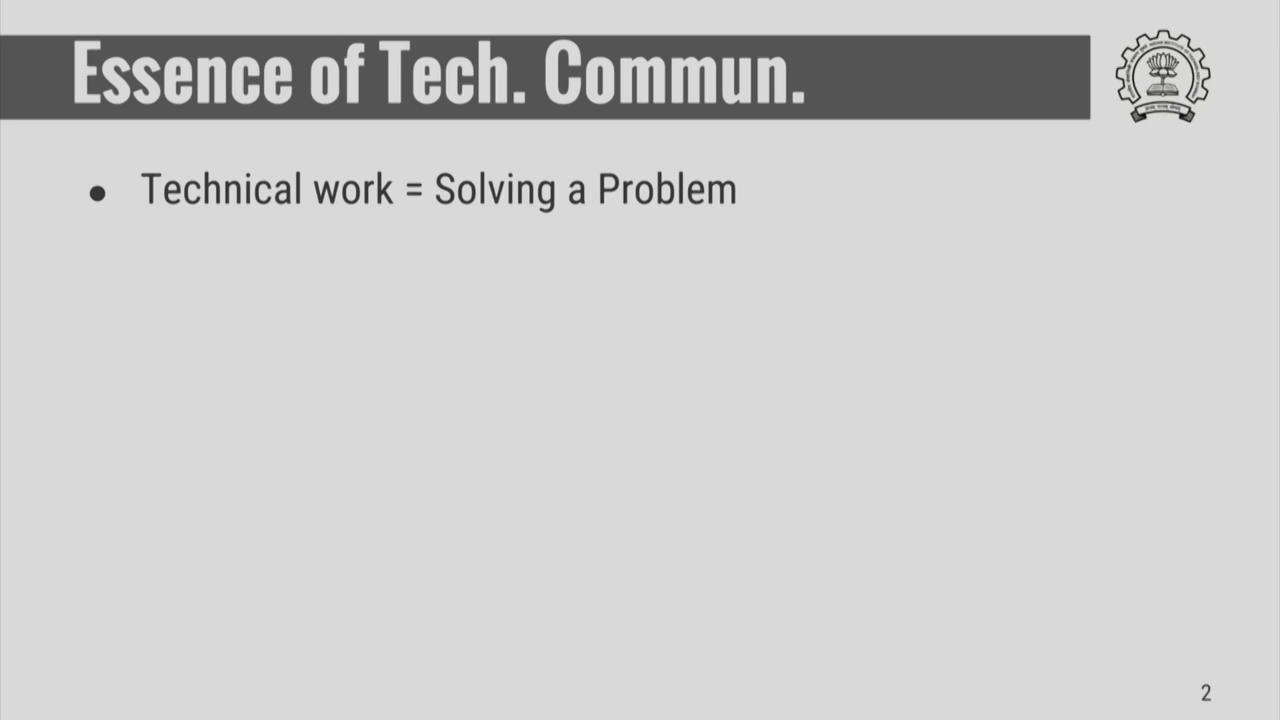 Essence of Tech. Commun.
● Technical work = Solving a Problem
2